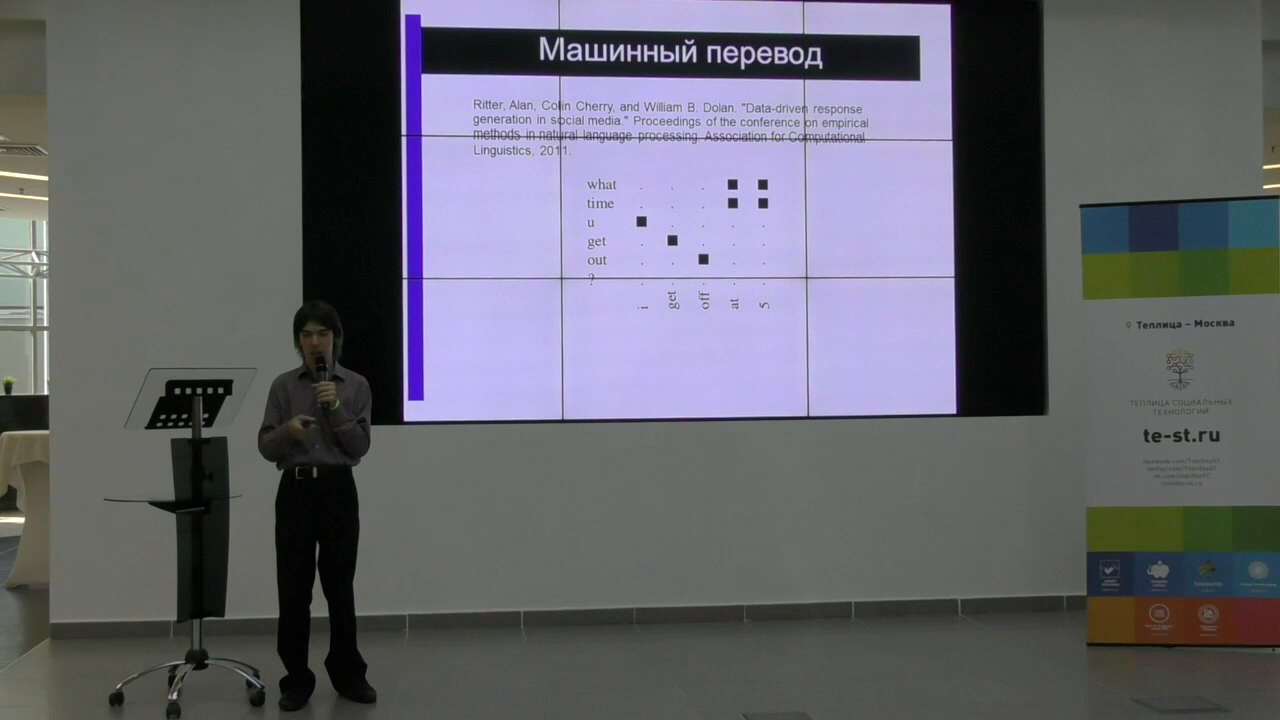 Машинный перевод
Ritter, Alan, Colin Cherry, and William B. Dolan. "Data-driven response
generation in social media." Proceedings of the conference on empirical
methods in natural language processing. Association for Computational
Linguistics, 2011.
what
time
u
get
out
?
i
get
off
at
5
Теплица – Москва
ТЕПЛИЦА СОЦИАЛЬНЫХ
ТЕХНОЛОГИЙ
te-st.ru